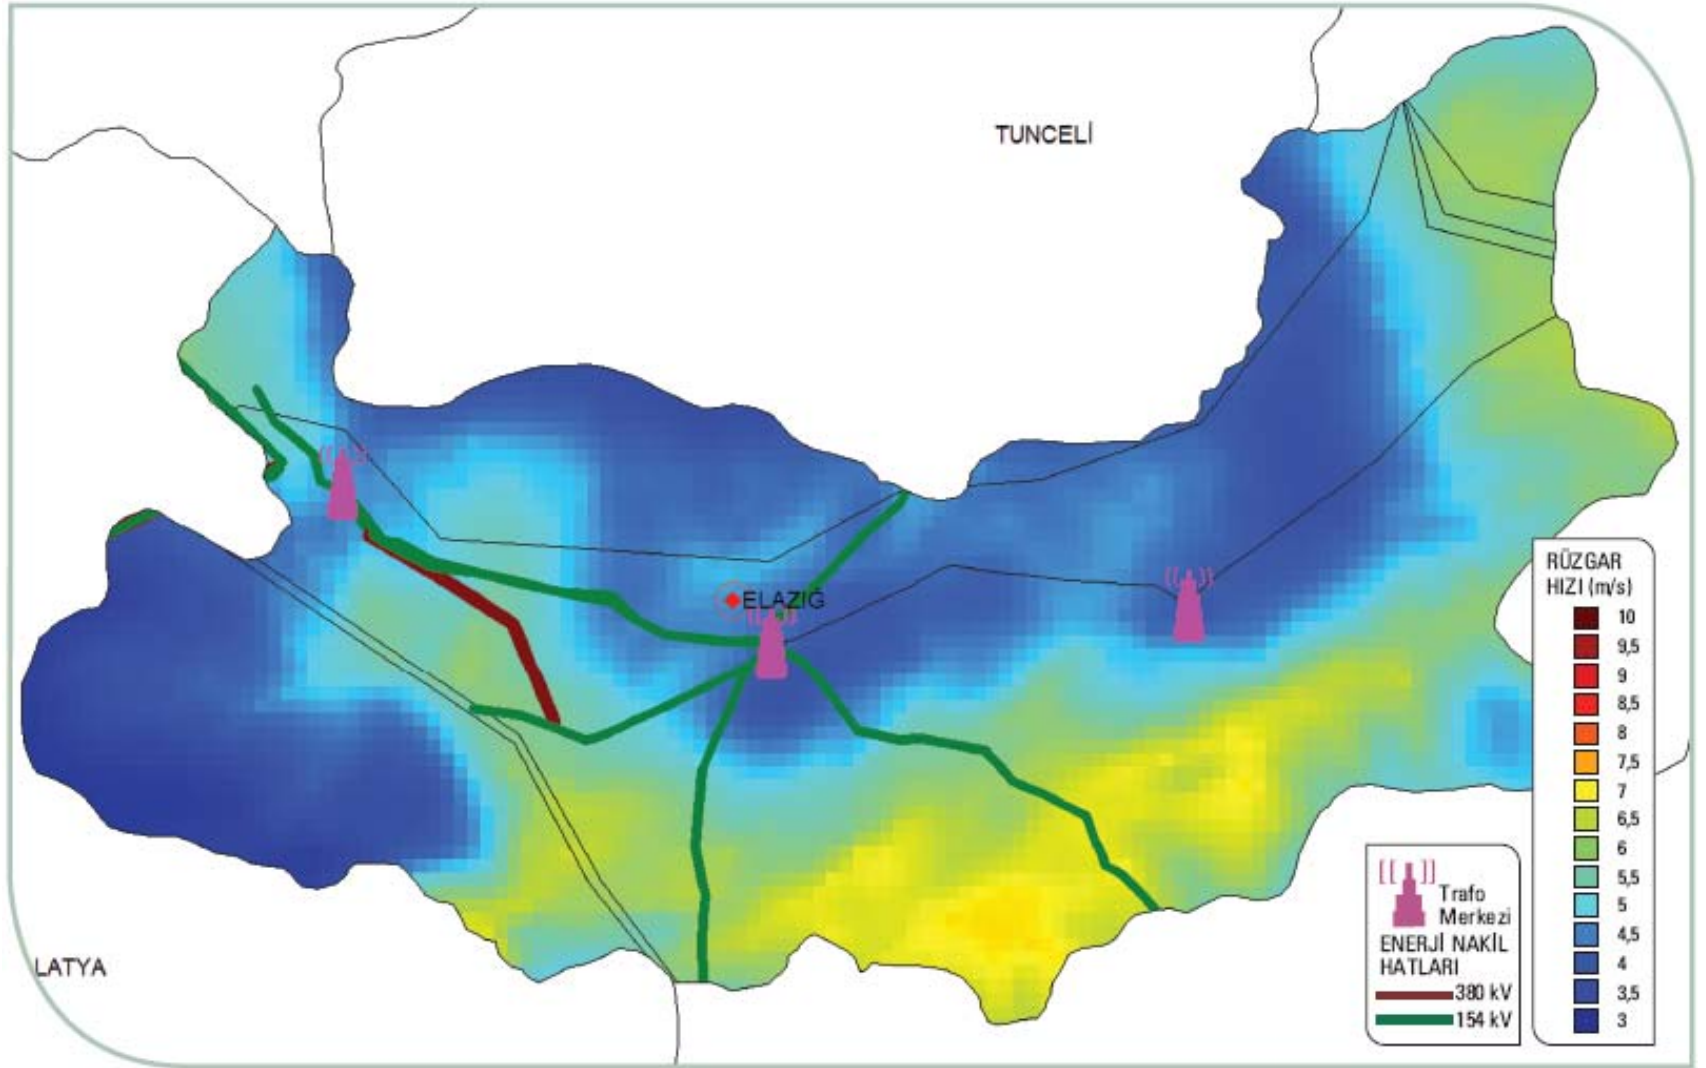 TUNCELİ
ELAZIĞ
LATYA
RÜZGAR
HIZI (m/s)
10
9,5
9
8,5
8
7,5
7
6,5
6
5,5
5
4,5
4
3,5
3
Trafo
Merkezi
ENERJİ NAKİL
HATLARI
380 kV
154 kV